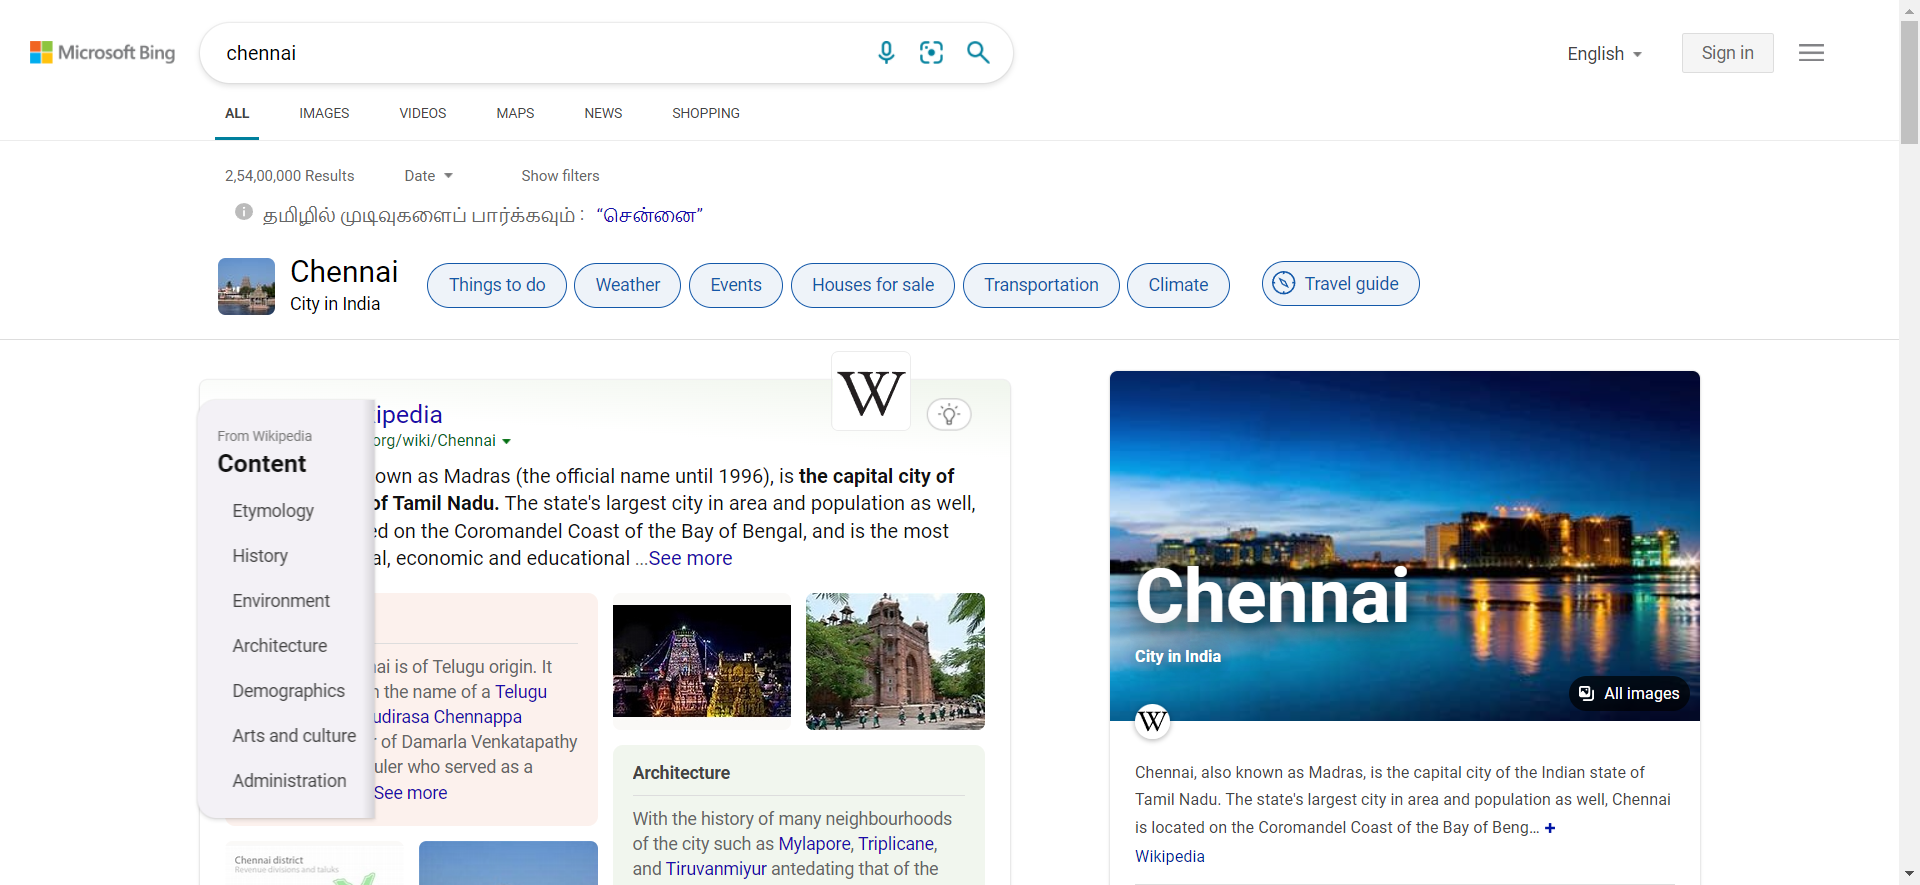 Microsoft Bing
chennai
English
Sign in
ALL IMAGES VIDEOS MAPS NEWS SHOPPING
2,54,00,000 Results Date Show filters
தமிழில் முடிவுகளைப் பார்க்கவும் : “சென்னை”
Chennai
City in India
Things to do Weather Events Houses for sale Transportation Climate Travel guide
From Wikipedia
Content
Etymology
History
Environment
Architecture
Demographics
Arts and culture
Administration
kipedia
org/wiki/Chennai
W
own as Madras (the official name until 1996), is the capital city of
of Tamil Nadu. The state's largest city in area and population as well,
ed on the Coromandel Coast of the Bay of Bengal, and is the most
al, economic and educational ...See more
nai is of Telugu origin. It
n the name of a Telugu
udirasa Chennappa
r of Damarla Venkatapathy
uler who served as a
See more
Architecture
With the history of many neighbourhoods
of the city such as Mylapore, Triplicane,
and Tiruvanmiyur antedating that of the
Chennai district
Revenue divisions and taluks
Chennai
City in India
All images
W
Chennai, also known as Madras, is the capital city of the Indian state of
Tamil Nadu. The state's largest city in area and population as well, Chennai
is located on the Coromandel Coast of the Bay of Beng... +
Wikipedia